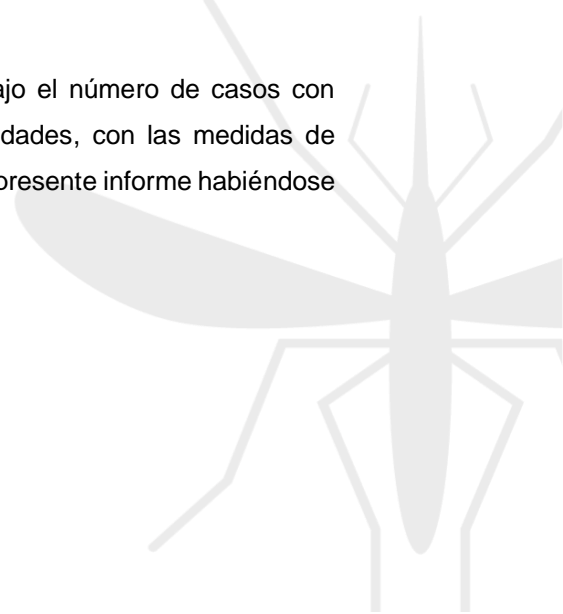 ajo el número de casos con
dades, con las medidas de
presente informe habiéndose